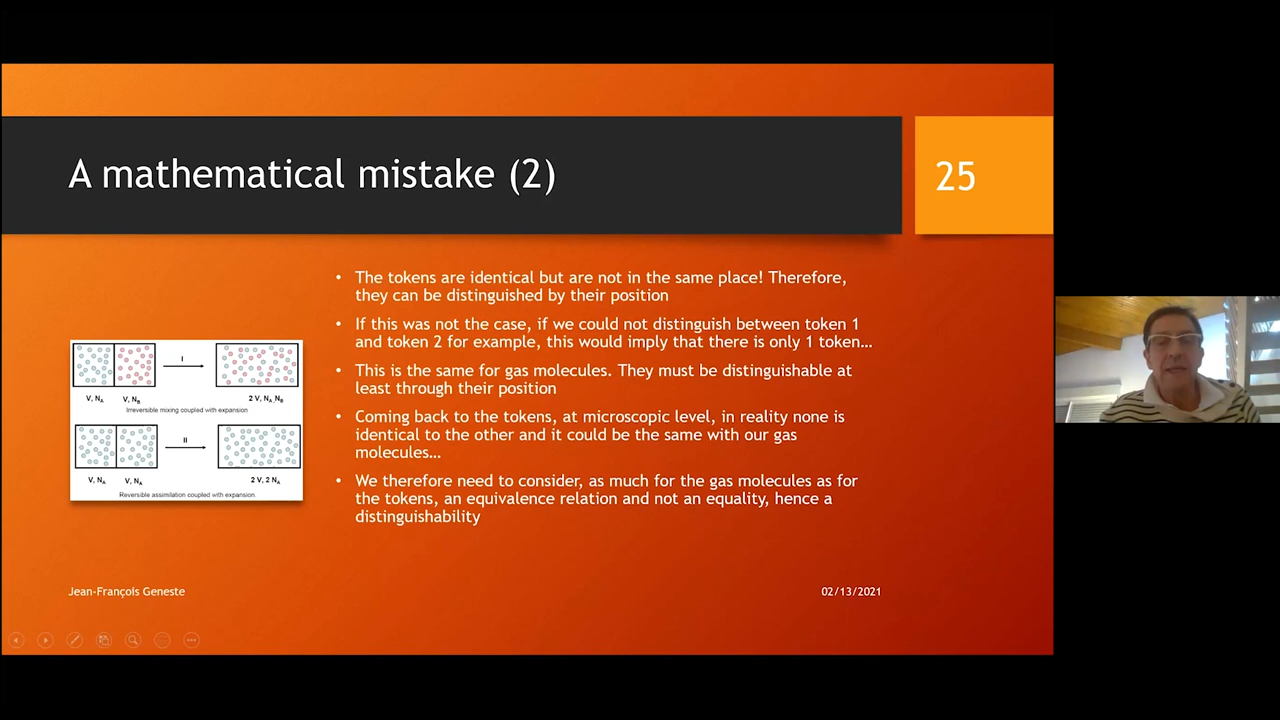 A mathematical mistake (2)
25
• The tokens are identical but are not in the same place! Therefore,
they can be distinguished by their position
• If this was not the case, if we could not distinguish between token 1
and token 2 for example, this would imply that there is only 1 token…
• This is the same for gas molecules. They must be distinguishable at
least through their position
• Coming back to the tokens, at microscopic level, in reality none is
identical to the other and it could be the same with our gas
molecules…
• We therefore need to consider, as much for the gas molecules as for
the tokens, an equivalence relation and not an equality, hence a
distinguishability
I
V, NA V, NB 2 V, NA, NB
Irreversible mixing coupled with expansion
II
V, NA V, NA 2 V, 2 NA
Reversible assimilation coupled with expansion.
Jean-François Geneste
02/13/2021